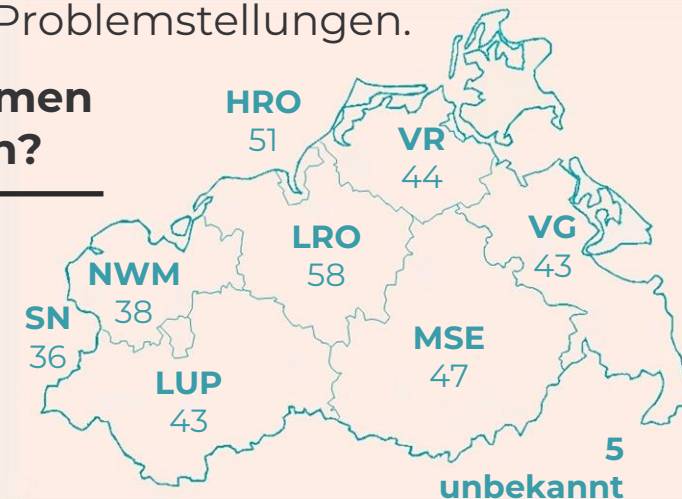 Problemstellungen.
men
?
HRO
51
VR
44
LRO
58
VG
43
NWM
38
SN
36
MSE
47
LUP
43
5
unbekannt